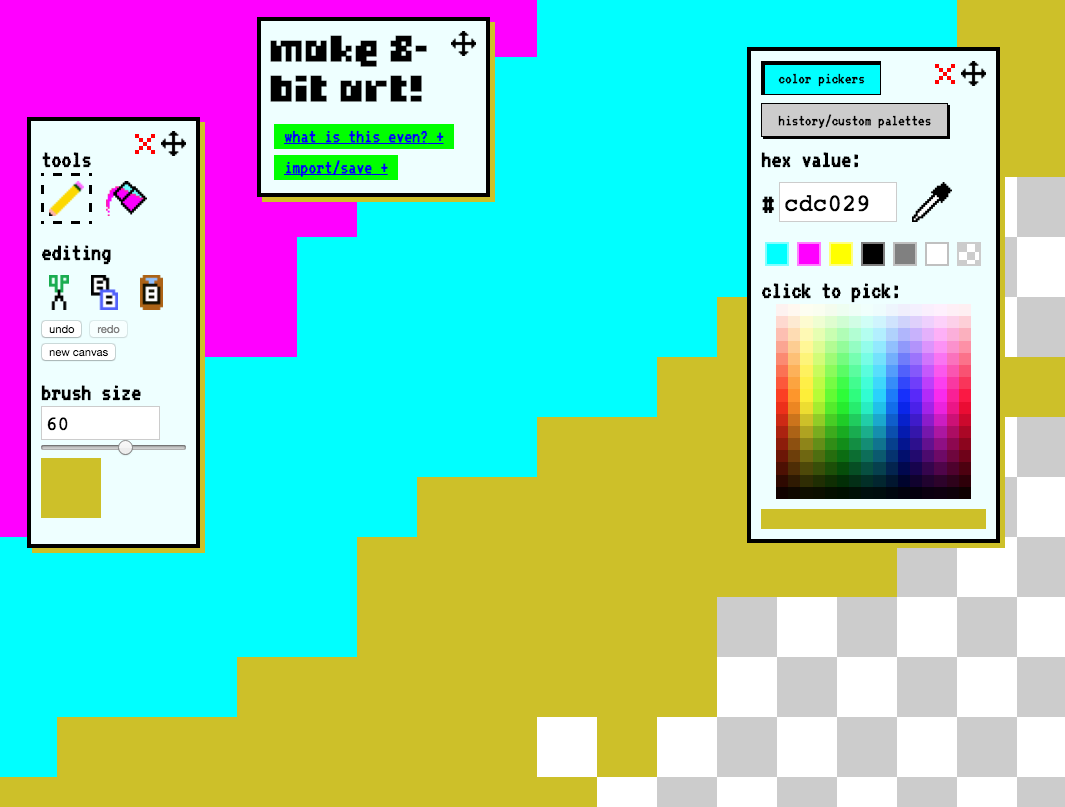 make 8-
bit art!
what is this even? +
import/save +
tools
editing
undo redo
new canvas
brush size
60
color pickers
history/custom palettes
hex value:
# cdc029
click to pick: